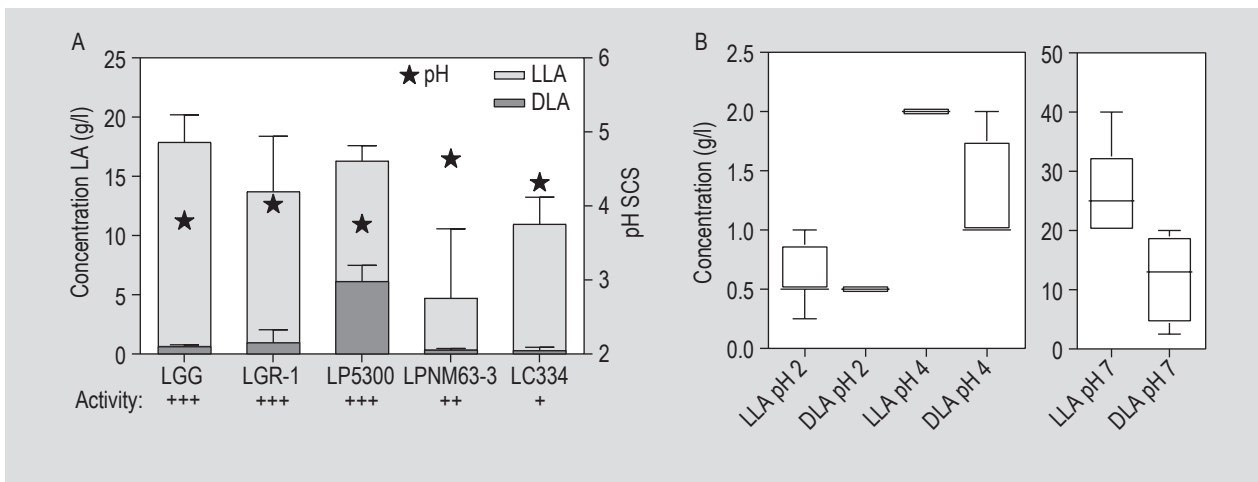 A
25
20
15
10
5
0
Concentration LA (g/l)
★ pH
LLA
DLA
6
5
4
3
2
pH SCS
LGG LGR-1 LP5300 LPNM63-3 LC334
Activity: +++ +++ +++ ++ +
B
2.5
2.0
1.5
1.0
0.5
0.0
Concentration (g/l)
LLA pH 2
DLA pH 2
LLA pH 4
DLA pH 4
50
40
30
20
10
0
LLA pH 7
DLA pH 7